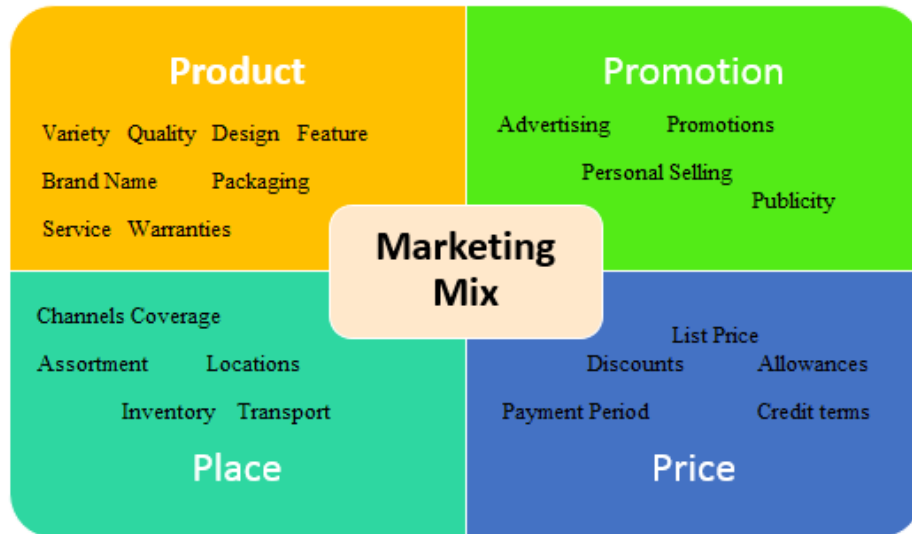 Product
Variety Quality Design Feature
Brand Name Packaging
Service Warranties
Promotion
Advertising Promotions
Personal Selling
Publicity
Marketing
Mix
Channels Coverage
Assortment Locations
Inventory Transport
Place
List Price
Discounts Allowances
Payment Period Credit terms
Price